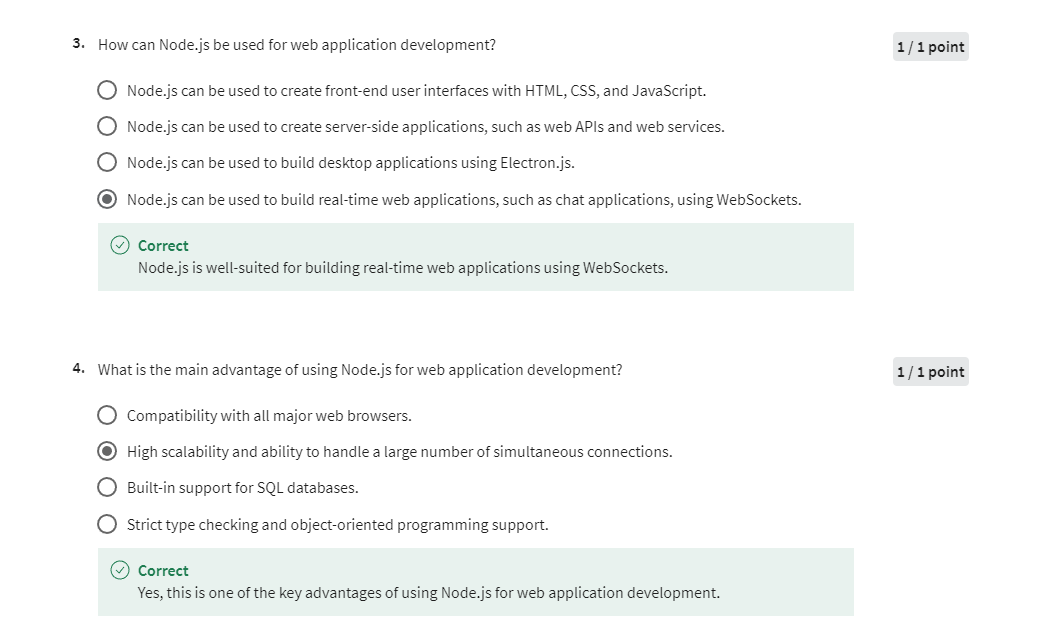 3. How can Node.js be used for web application development?
1 / 1 point
Node.js can be used to create front-end user interfaces with HTML, CSS, and JavaScript.
Node.js can be used to create server-side applications, such as web APIs and web services.
Node.js can be used to build desktop applications using Electron.js.
Node.js can be used to build real-time web applications, such as chat applications, using WebSockets.
Correct
Node.js is well-suited for building real-time web applications using WebSockets.
4. What is the main advantage of using Node.js for web application development?
1 / 1 point
Compatibility with all major web browsers.
High scalability and ability to handle a large number of simultaneous connections.
Built-in support for SQL databases.
Strict type checking and object-oriented programming support.
Correct
Yes, this is one of the key advantages of using Node.js for web application development.